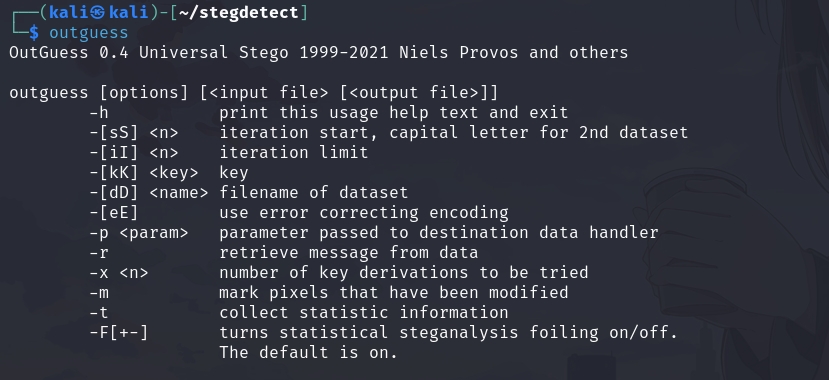 ┌──(kali㉿kali)-[~/stegdetect]
└─$ outguess
OutGuess 0.4 Universal Stego 1999-2021 Niels Provos and others
outguess [options] [<input file> [<output file>]]
-h print this usage help text and exit
-[sS] <n> iteration start, capital letter for 2nd dataset
-[iI] <n> iteration limit
-[kK] <key> key
-[dD] <name> filename of dataset
-[eE] use error correcting encoding
-p <param> parameter passed to destination data handler
-r retrieve message from data
-x <n> number of key derivations to be tried
-m mark pixels that have been modified
-t collect statistic information
-F[+-] turns statistical steganalysis foiling on/off.
The default is on.